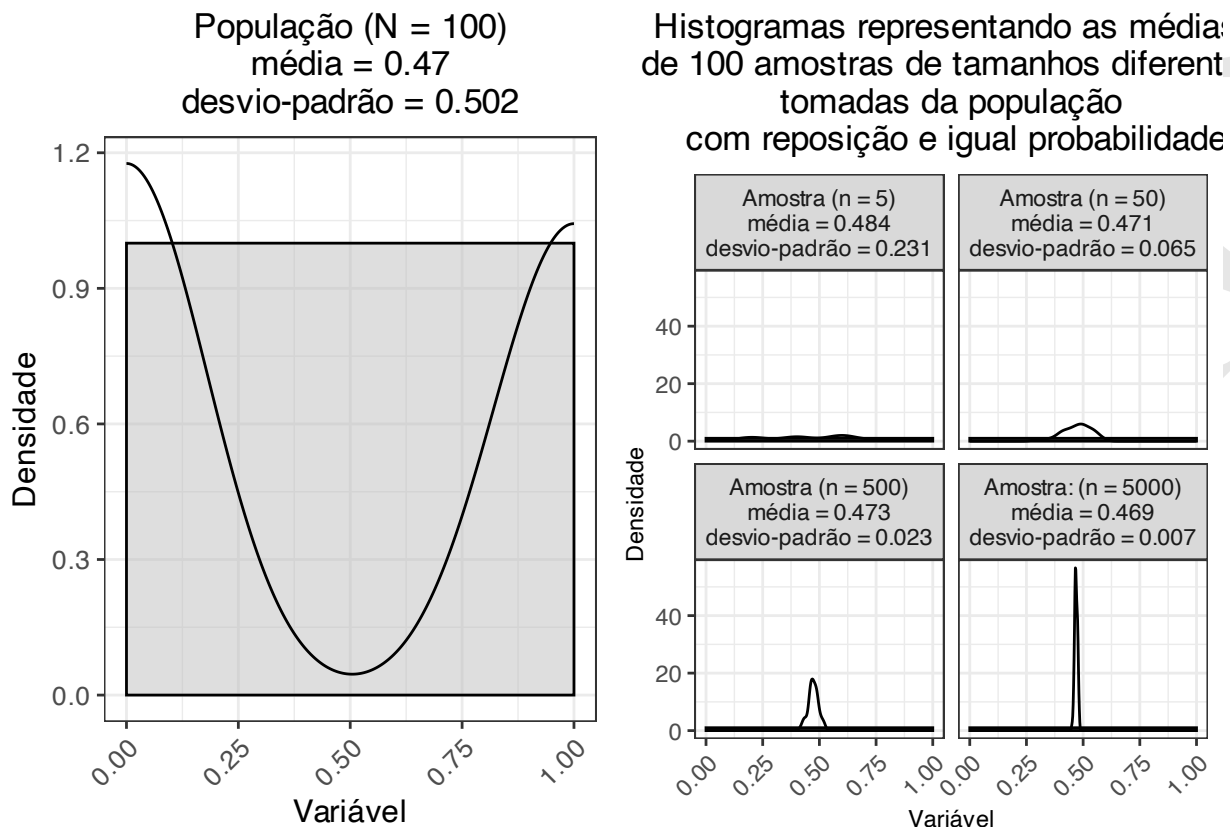 População (N = 100)
média = 0.47
desvio-padrão = 0.502
1.2
0.9
0.6
0.3
0.0
Densidade
0.00
0.25
0.50
0.75
1.00
Variável
Histogramas representando as médias
de 100 amostras de tamanhos diferent
tomadas da população
com reposição e igual probabilidade
Amostra (n = 5)
média = 0.484
desvio-padrão = 0.231
Amostra (n = 50)
média = 0.471
desvio-padrão = 0.065
40
20
0
Densidade
Amostra (n = 500)
média = 0.473
desvio-padrão = 0.023
Amostra: (n = 5000)
média = 0.469
desvio-padrão = 0.007
40
20
0
0.00
0.25
0.50
0.75
1.00
0.00
0.25
0.50
0.75
1.00
Variável